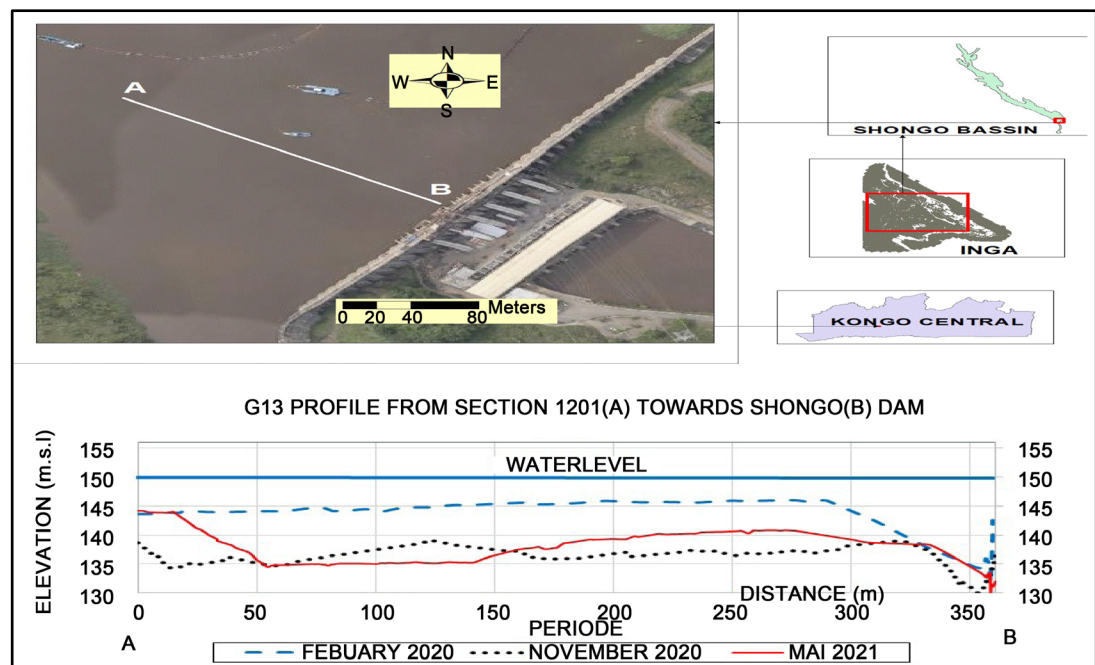 N
W E
S
A
B
Meters
0 20 40 80
SHONGO BASSIN
INGA
KONGO CENTRAL
G13 PROFILE FROM SECTION 1201(A) TOWARDS SHONGO(B) DAM
ELEVATION (m.s.l)
155 155
WATERLEVEL
150 150
145 145
140 140
135 135
DISTANCE (m)
130 130
0 50 100 150 200 250 300 350
PERIODE
A B
FEBUARY 2020 NOVEMBER 2020 MAI 2021